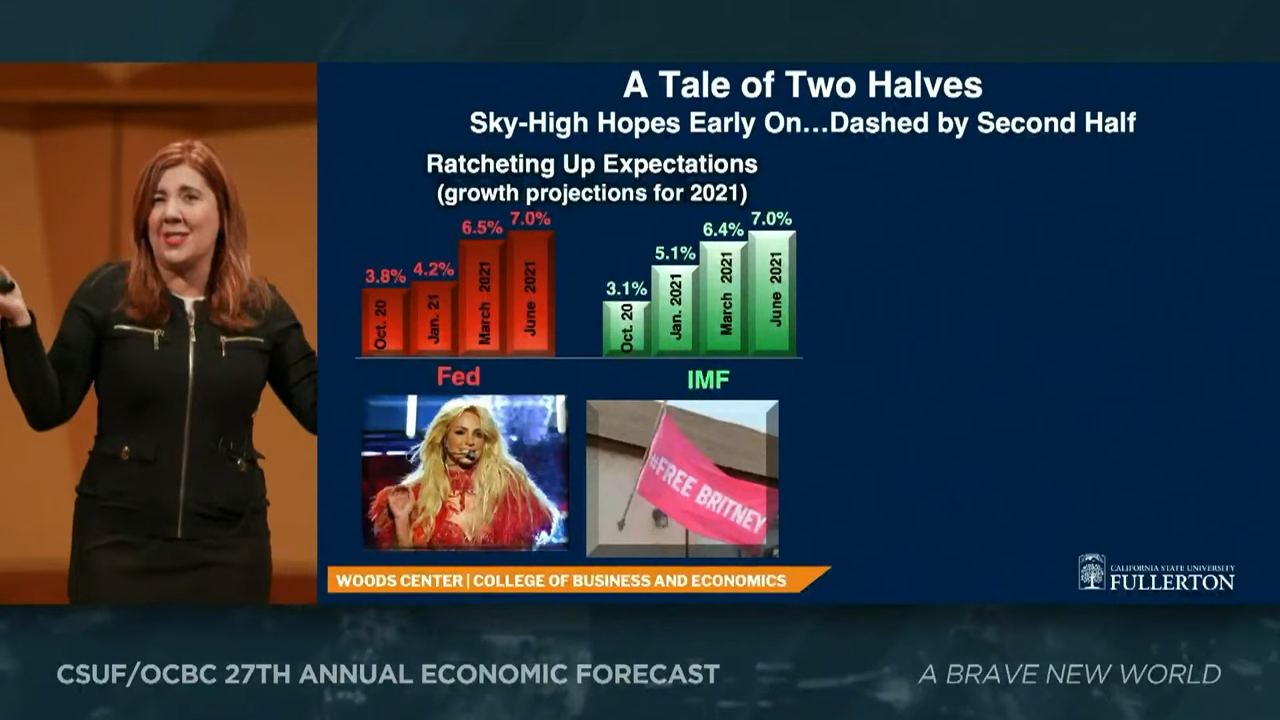 A Tale of Two Halves
Sky-High Hopes Early On...Dashed by Second Half
Ratcheting Up Expectations
(growth projections for 2021)
3.8%
4.2%
6.5%
7.0%
3.1%
5.1%
6.4%
7.0%
Oct. 20
Jan. 21
March 2021
June 2021
Oct. 20
Jan. 2021
March 2021
June 2021
Fed
IMF
#FREE BRITNEY
WOODS CENTER | COLLEGE OF BUSINESS AND ECONOMICS
CALIFORNIA STATE UNIVERSITY
FULLERTON
CSUF/OCBC 27TH ANNUAL ECONOMIC FORECAST
A BRAVE NEW WORLD